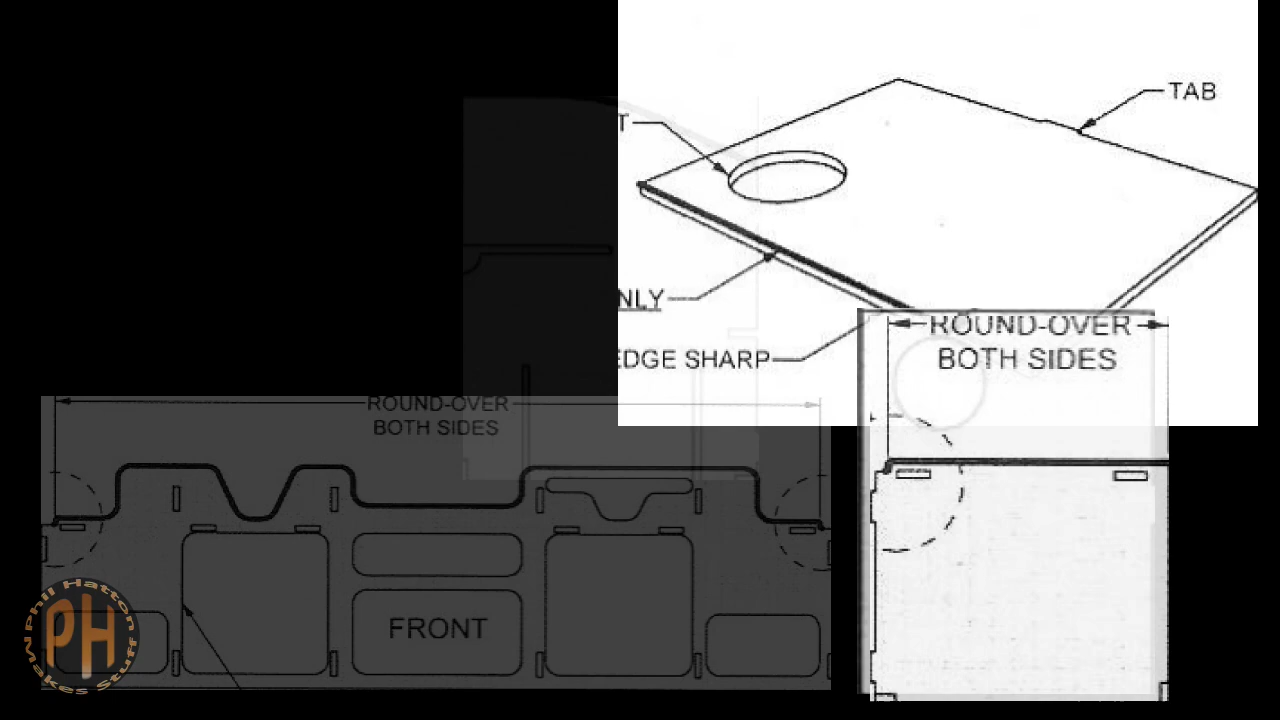 TAB
T
NLY
EDGE SHARP
ROUND-OVER
BOTH SIDES
ROUND-OVER
BOTH SIDES
FRONT
Phil Hatton
PH
Makes Stuff